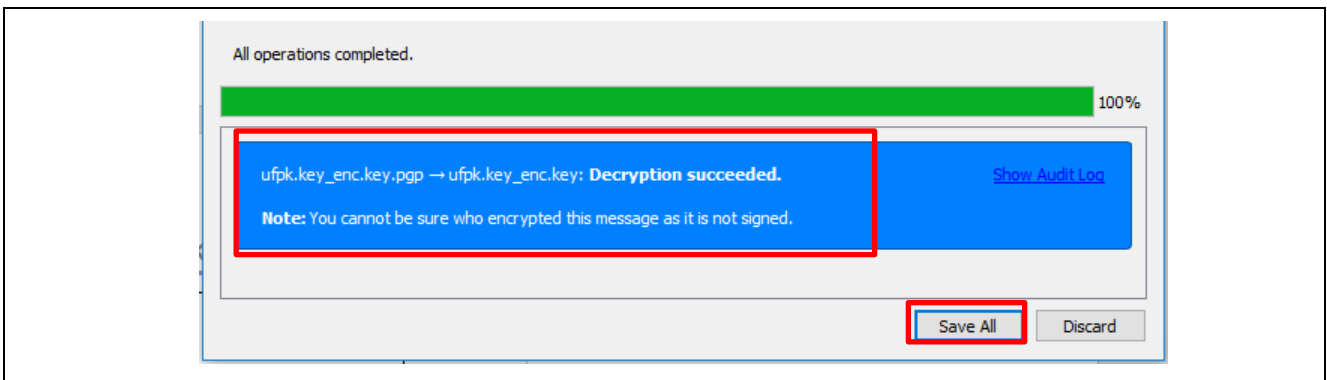 All operations completed.
100%
ufpk.key_enc.key.pgp → ufpk.key_enc.key: Decryption succeeded.
Show Audit Log
Note: You cannot be sure who encrypted this message as it is not signed.
Save All
Discard